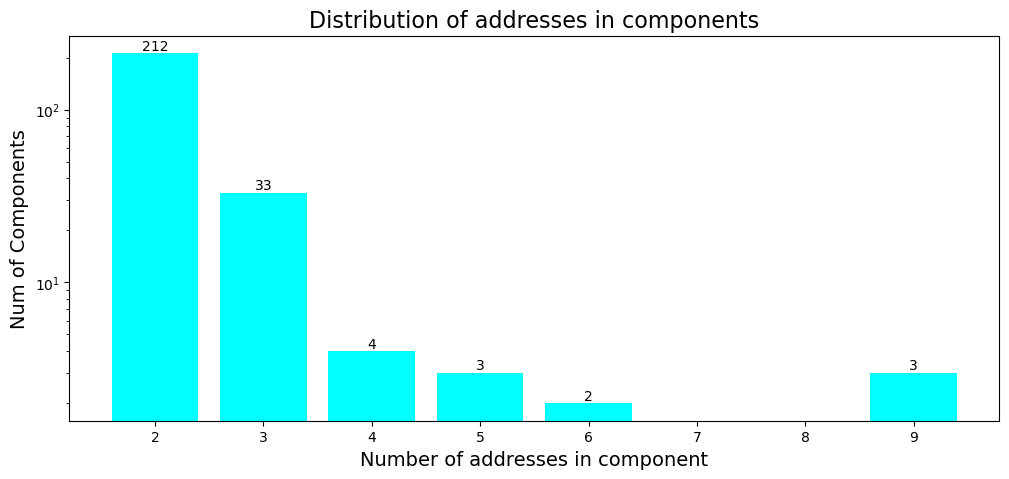 Distribution of addresses in components
212
33
4
3
2
3
10²
10¹
Num of Components
2 3 4 5 6 7 8 9
Number of addresses in component